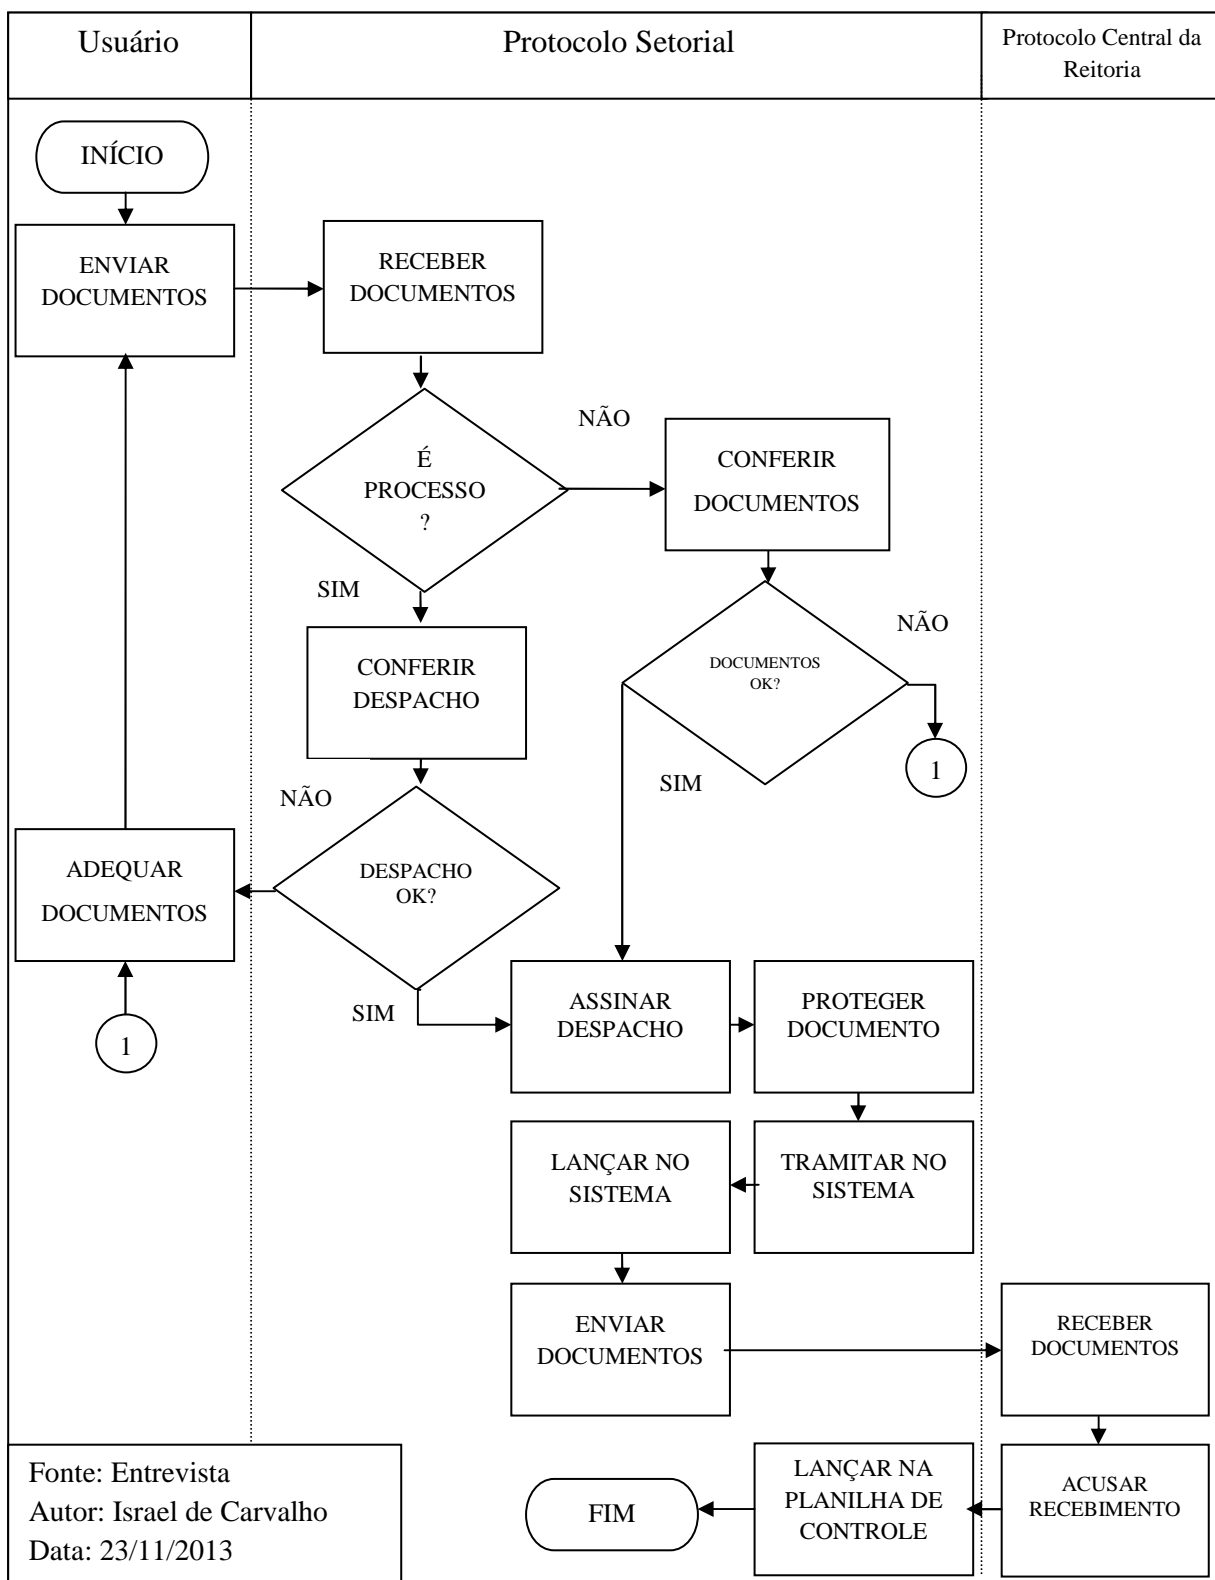 Usuário
Protocolo Setorial
Protocolo Central da
Reitoria
INÍCIO
ENVIAR
DOCUMENTOS
RECEBER
DOCUMENTOS
É
PROCESSO
?
NÃO
CONFERIR
DOCUMENTOS
SIM
CONFERIR
DESPACHO
DOCUMENTOS
OK?
NÃO
1
SIM
NÃO
ADEQUAR
DOCUMENTOS
DESPACHO
OK?
SIM
1
ASSINAR
DESPACHO
PROTEGER
DOCUMENTO
LANÇAR NO
SISTEMA
TRAMITAR NO
SISTEMA
ENVIAR
DOCUMENTOS
RECEBER
DOCUMENTOS
ACUSAR
RECEBIMENTO
LANÇAR NA
PLANILHA DE
CONTROLE
FIM
Fonte: Entrevista
Autor: Israel de Carvalho
Data: 23/11/2013